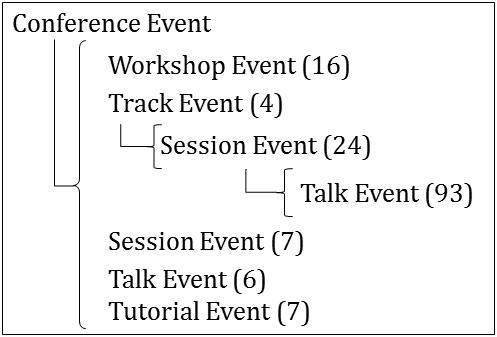 Conference Event
Workshop Event (16)
Track Event (4)
Session Event (24)
Talk Event (93)
Session Event (7)
Talk Event (6)
Tutorial Event (7)